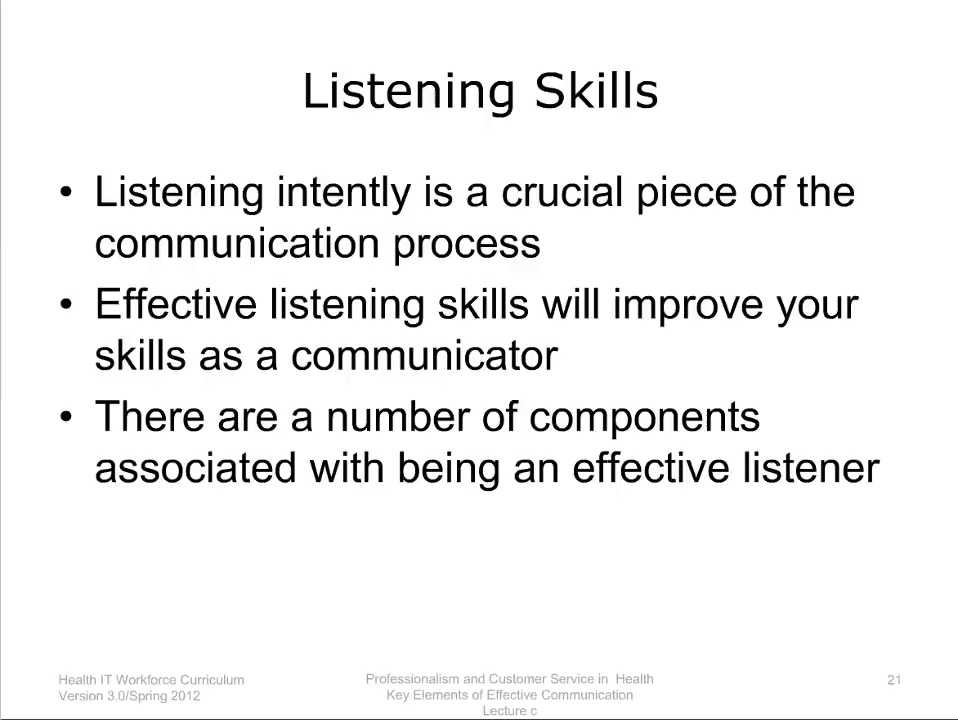 Listening Skills
• Listening intently is a crucial piece of the
communication process
• Effective listening skills will improve your
skills as a communicator
• There are a number of components
associated with being an effective listener
Health IT Workforce Curriculum
Version 3.0/Spring 2012
Professionalism and Customer Service in Health
Key Elements of Effective Communication
Lecture c
21